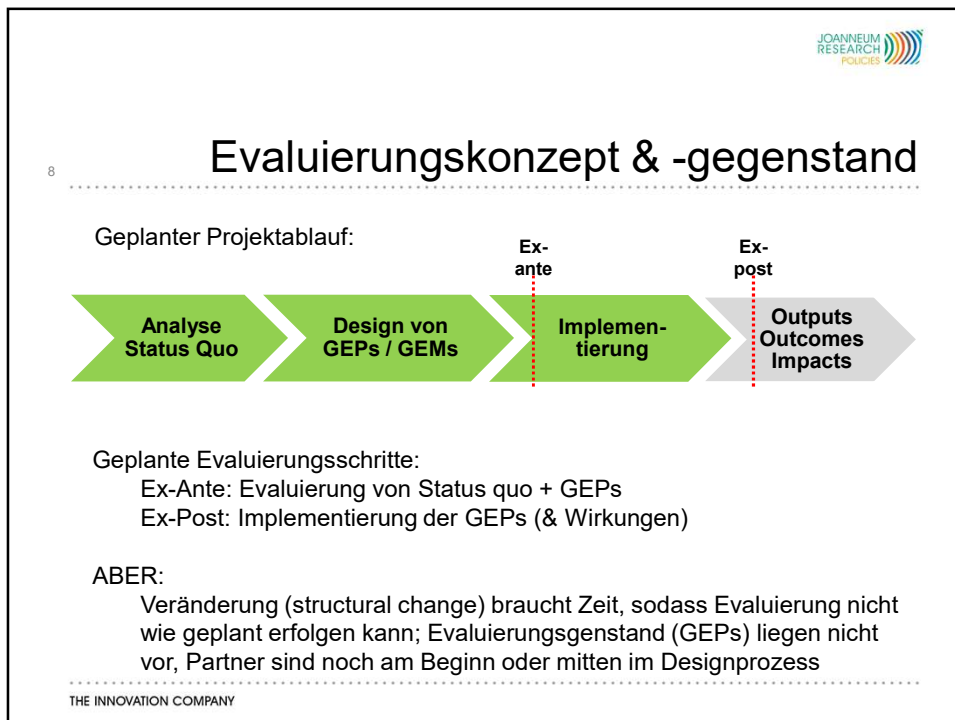 JOANNEUM
RESEARCH
POLICIES
8
Evaluierungskonzept & -gegenstand
Geplanter Projektablauf:
Ex-
ante
Ex-
post
Analyse
Status Quo
Design von
GEPs / GEMs
Implemen-
tierung
Outputs
Outcomes
Impacts
Geplante Evaluierungsschritte:
Ex-Ante: Evaluierung von Status quo + GEPs
Ex-Post: Implementierung der GEPs (& Wirkungen)
ABER:
Veränderung (structural change) braucht Zeit, sodass Evaluierung nicht
wie geplant erfolgen kann; Evaluierungsgenstand (GEPs) liegen nicht
vor, Partner sind noch am Beginn oder mitten im Designprozess
THE INNOVATION COMPANY